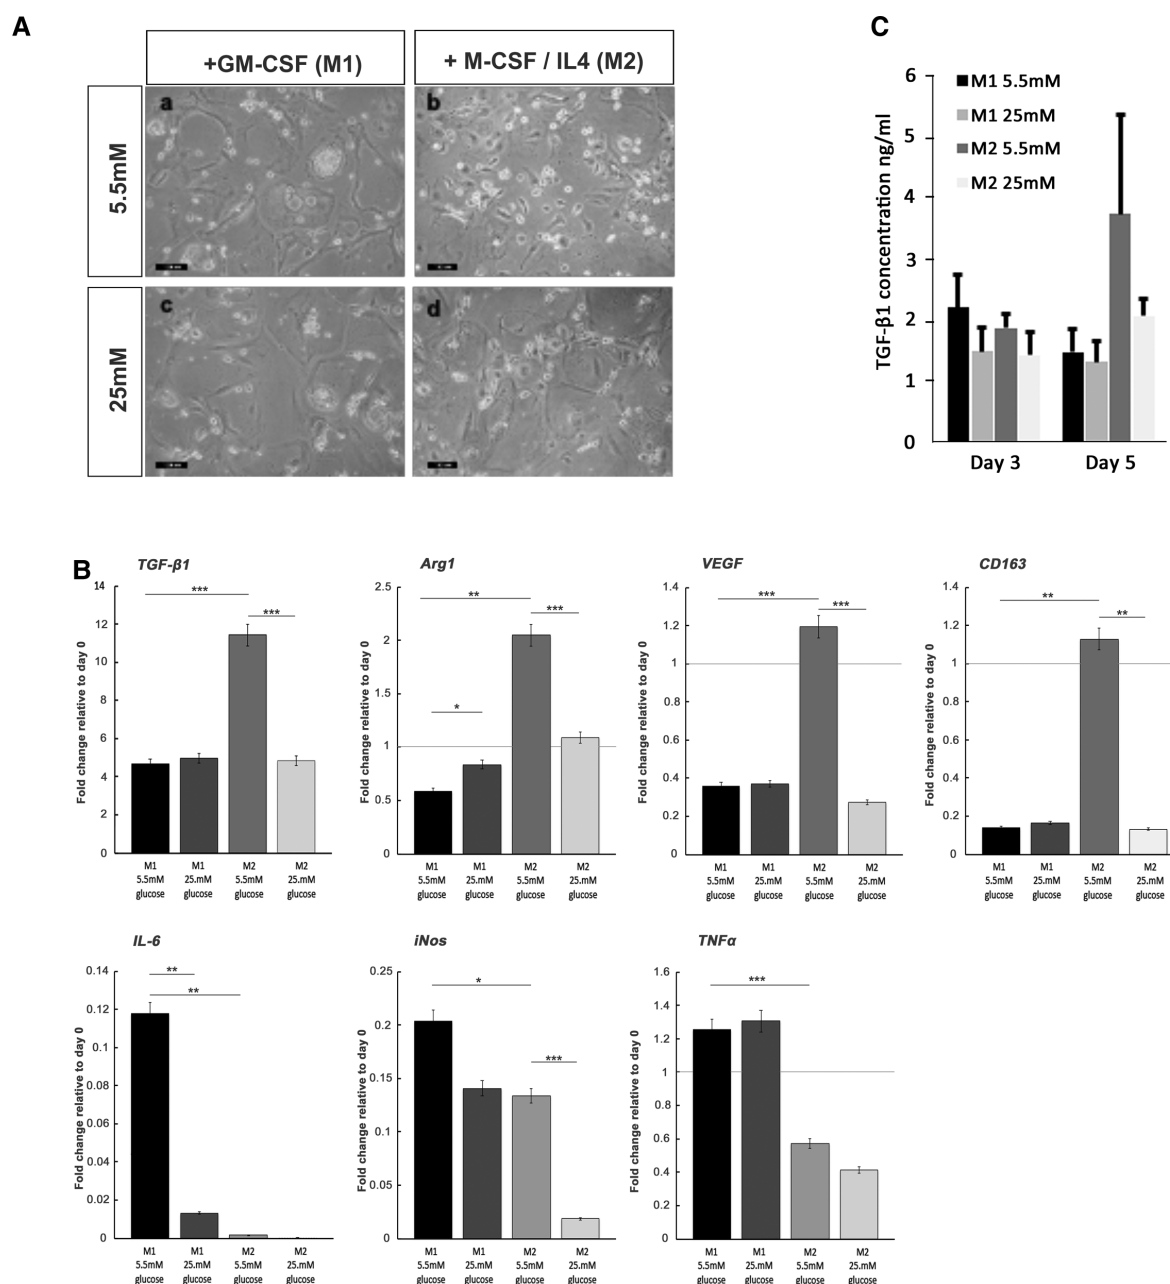 A
+GM-CSF (M1)
+ M-CSF / IL4 (M2)
5.5mM
25mM
a
b
c
d
C
TGF-β1 concentration ng/ml
6
5
4
3
2
1
0
M1 5.5mM
M1 25mM
M2 5.5mM
M2 25mM
Day 3
Day 5
B
TGF-β1
Fold change relative to day 0
14
12
10
8
6
4
2
0
***
***
M1
5.5mM
glucose
M1
25.mM
glucose
M2
5.5mM
glucose
M2
25.mM
glucose
Arg1
Fold change relative to day 0
2.5
2
1.5
1
0.5
0
**
***
*
M1
5.5mM
glucose
M1
25.mM
glucose
M2
5.5mM
glucose
M2
25.mM
glucose
VEGF
Fold change relative to day 0
1.4
1.2
1
0.8
0.6
0.4
0.2
0
***
***
M1
5.5mM
glucose
M1
25.mM
glucose
M2
5.5mM
glucose
M2
25.mM
glucose
CD163
Fold change relative to day 0
1.4
1.2
1
0.8
0.6
0.4
0.2
0
**
**
M1
5.5mM
glucose
M1
25.mM
glucose
M2
5.5mM
glucose
M2
25.mM
glucose
IL-6
Fold change relative to day 0
0.14
0.12
0.1
0.08
0.06
0.04
0.02
0
**
**
M1
5.5mM
glucose
M1
25.mM
glucose
M2
5.5mM
glucose
M2
25.mM
glucose
iNos
Fold change relative to day 0
0.25
0.2
0.15
0.1
0.05
0
*
***
M1
5.5mM
glucose
M1
25.mM
glucose
M2
5.5mM
glucose
M2
25.mM
glucose
TNFα
Fold change relative to day 0
1.6
1.4
1.2
1
0.8
0.6
0.4
0.2
0
***
M1
5.5mM
glucose
M1
25.mM
glucose
M2
5.5mM
glucose
M2
25.mM
glucose